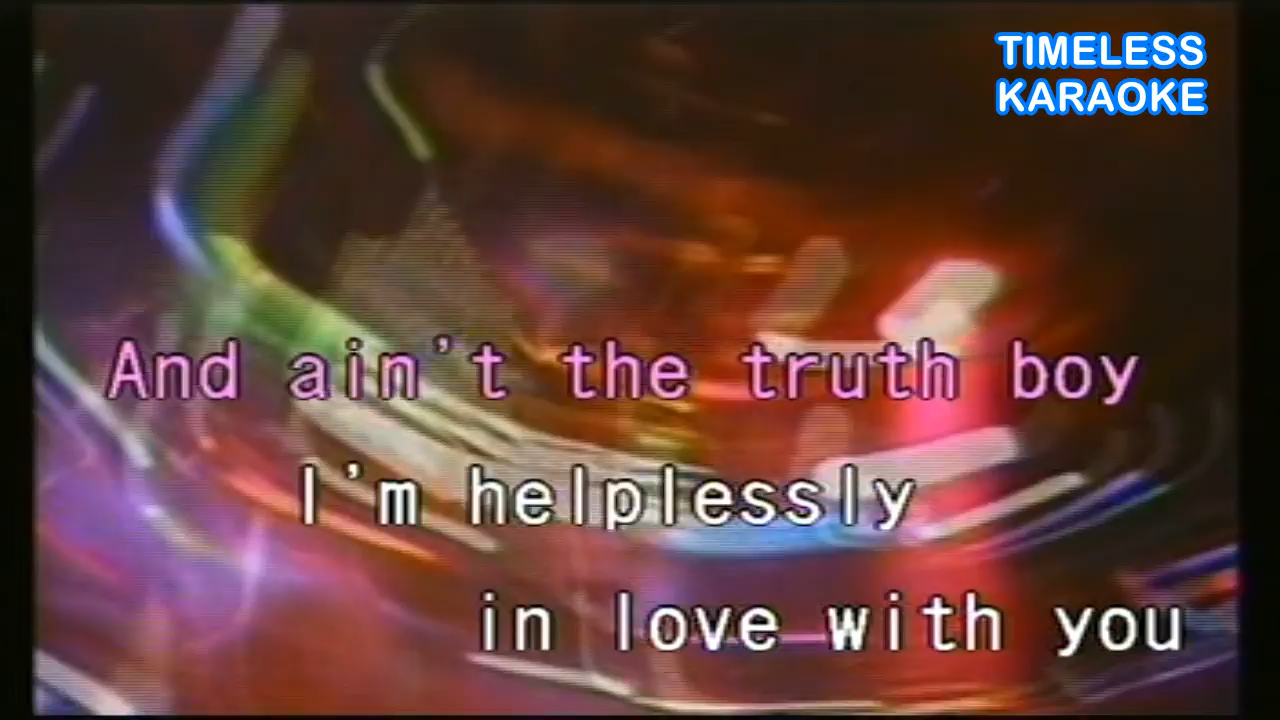 TIMELESS
KARAOKE
And ain't the truth boy
I'm helplessly
in love with you